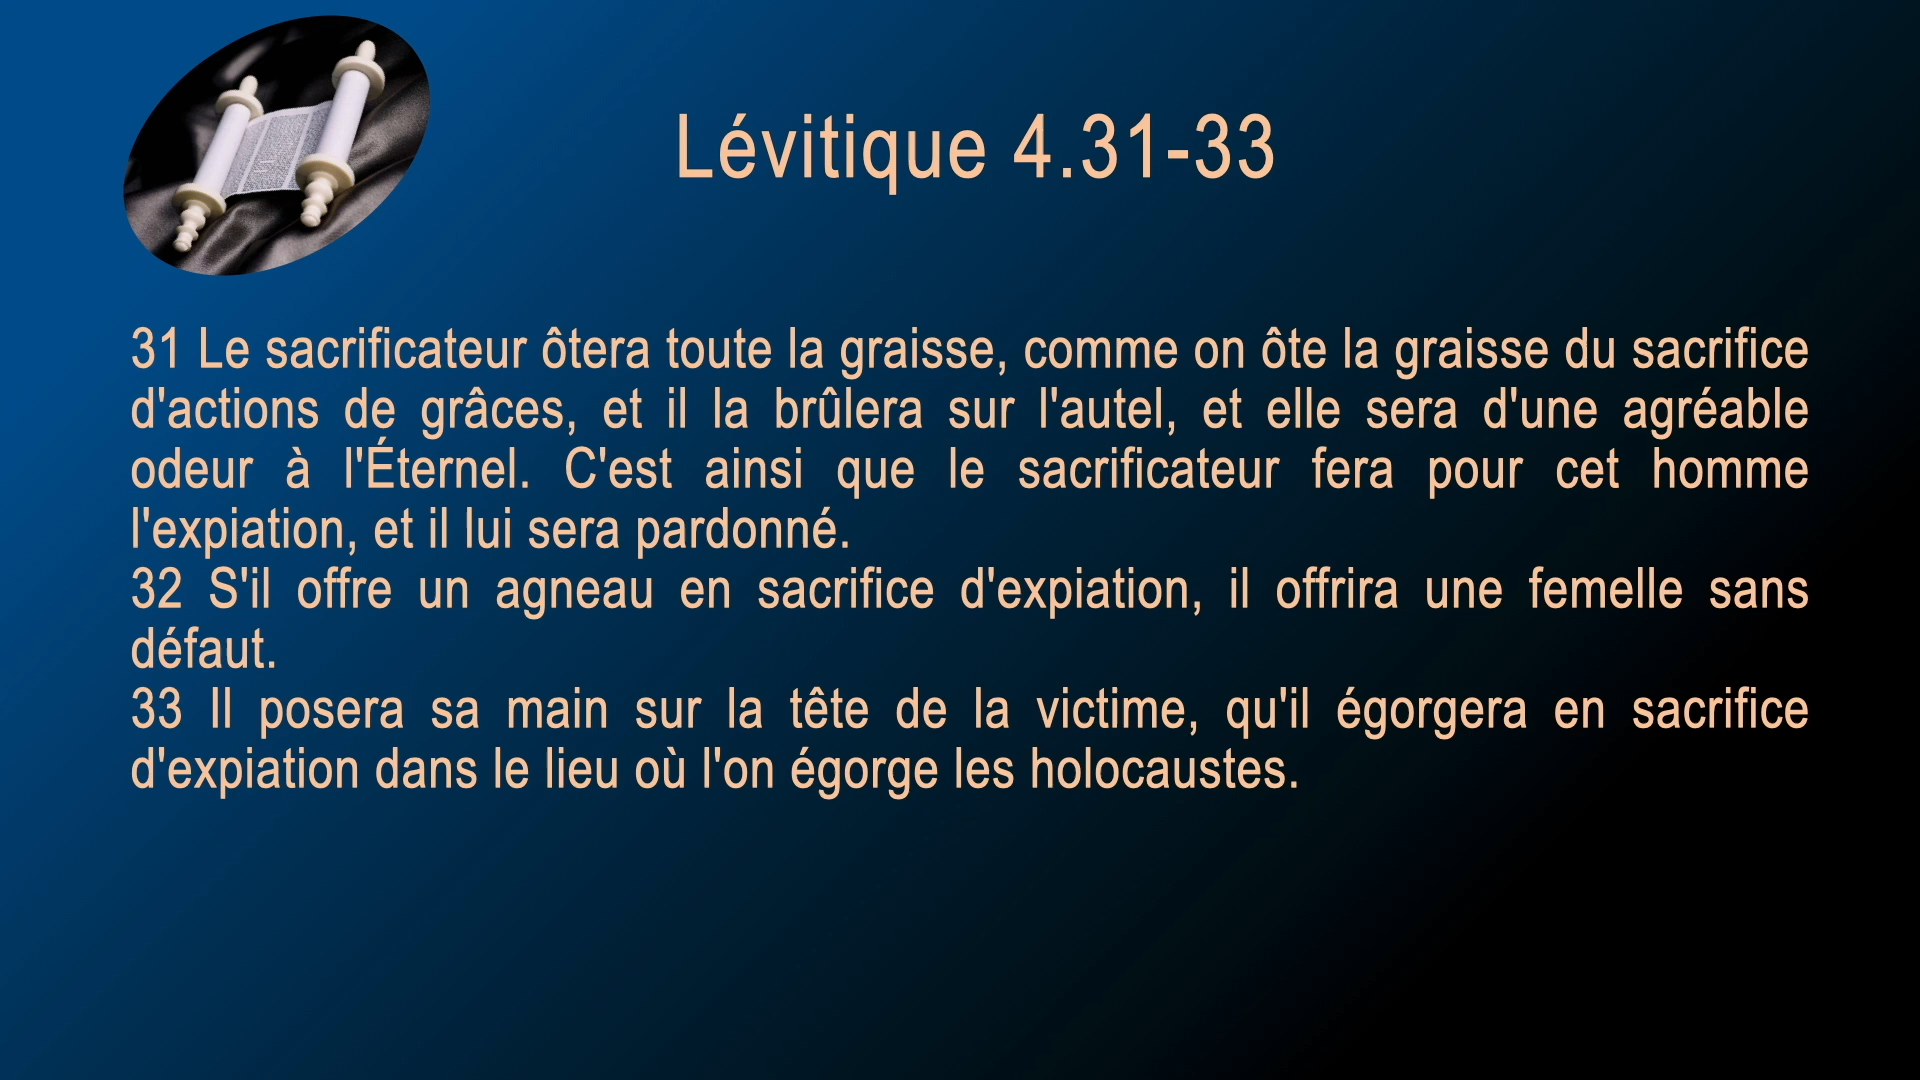 Lévitique 4.31-33
31 Le sacrificateur ôtera toute la graisse, comme on ôte la graisse du sacrifice
d'actions de grâces, et il la brûlera sur l'autel, et elle sera d'une agréable
odeur à l'Éternel. C'est ainsi que le sacrificateur fera pour cet homme
l'expiation, et il lui sera pardonné.
32 S'il offre un agneau en sacrifice d'expiation, il offrira une femelle sans
défaut.
33 Il posera sa main sur la tête de la victime, qu'il égorgera en sacrifice
d'expiation dans le lieu où l'on égorge les holocaustes.